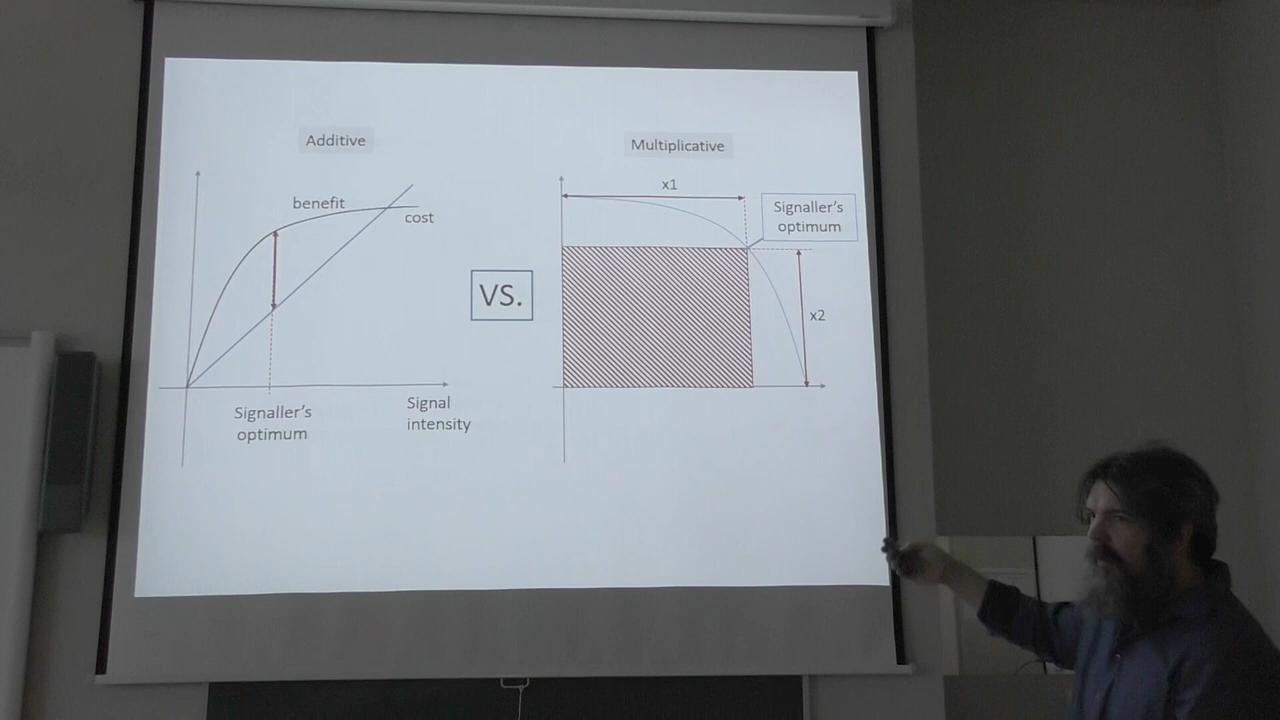 Additive
Multiplicative
benefit
cost
Signaller's
optimum
Signal
intensity
VS.
x1
Signaller's
optimum
x2